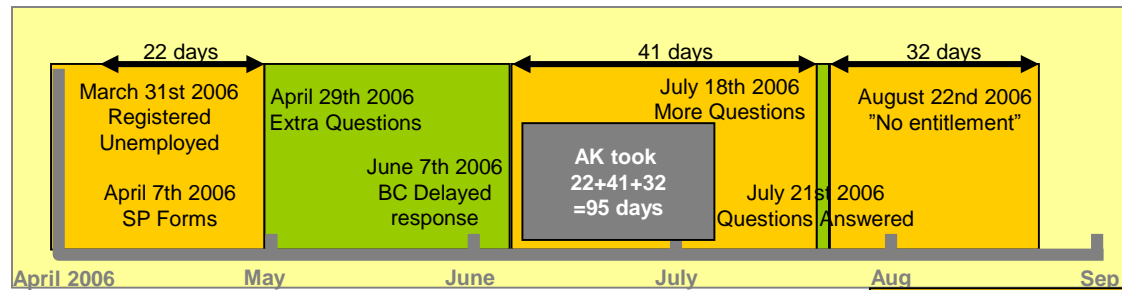 22 days
41 days
32 days
March 31st 2006
Registered
Unemployed
April 7th 2006
SP Forms
April 29th 2006
Extra Questions
June 7th 2006
BC Delayed
response
AK took
22+41+32
=95 days
July 18th 2006
More Questions
July 21st 2006
Questions Answered
August 22nd 2006
"No entitlement"
April 2006
May
June
July
Aug
Sep